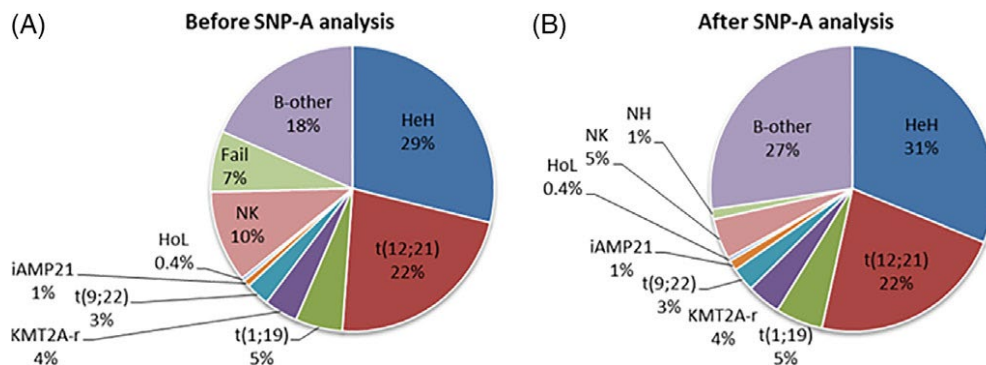 (A)
Before SNP-A analysis
B-other
18%
HeH
29%
Fail
7%
NK
10%
HoL
0.4%
iAMP21
1%
t(9;22)
3%
KMT2A-r
4%
t(1;19)
5%
t(12;21)
22%
(B)
After SNP-A analysis
NH
1%
B-other
27%
HeH
31%
NK
5%
HoL
0.4%
iAMP21
1%
t(9;22)
3%
KMT2A-r
4%
t(1;19)
5%
t(12;21)
22%